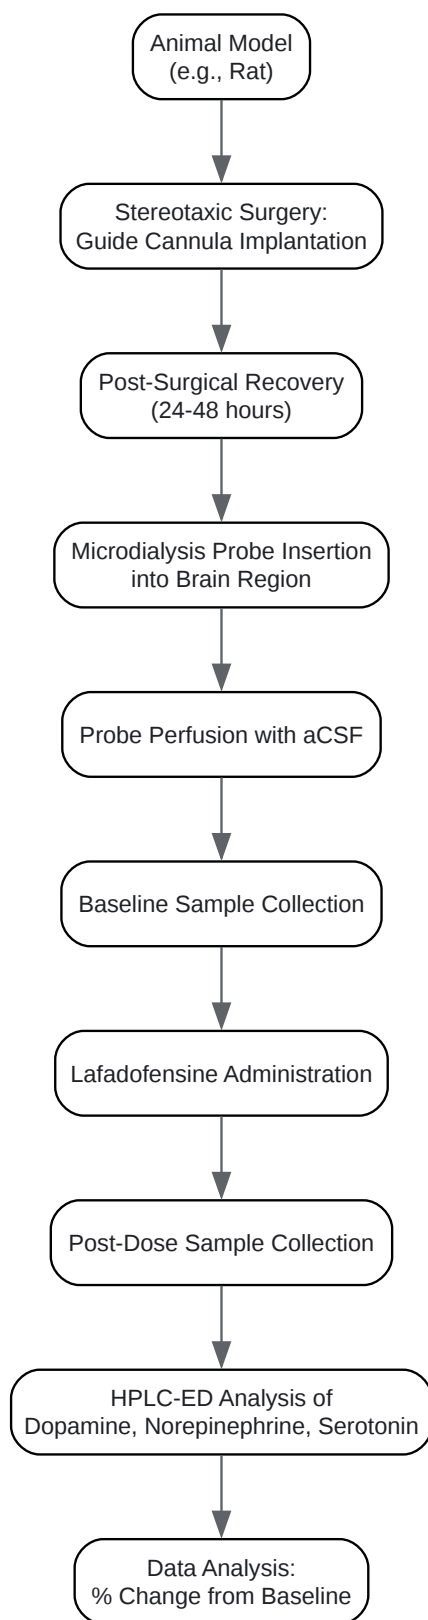 Animal Model
(e.g., Rat)
Stereotaxic Surgery:
Guide Cannula Implantation
Post-Surgical Recovery
(24-48 hours)
Microdialysis Probe Insertion
into Brain Region
Probe Perfusion with aCSF
Baseline Sample Collection
Lafadofensine Administration
Post-Dose Sample Collection
HPLC-ED Analysis of
Dopamine, Norepinephrine, Serotonin
Data Analysis:
% Change from Baseline